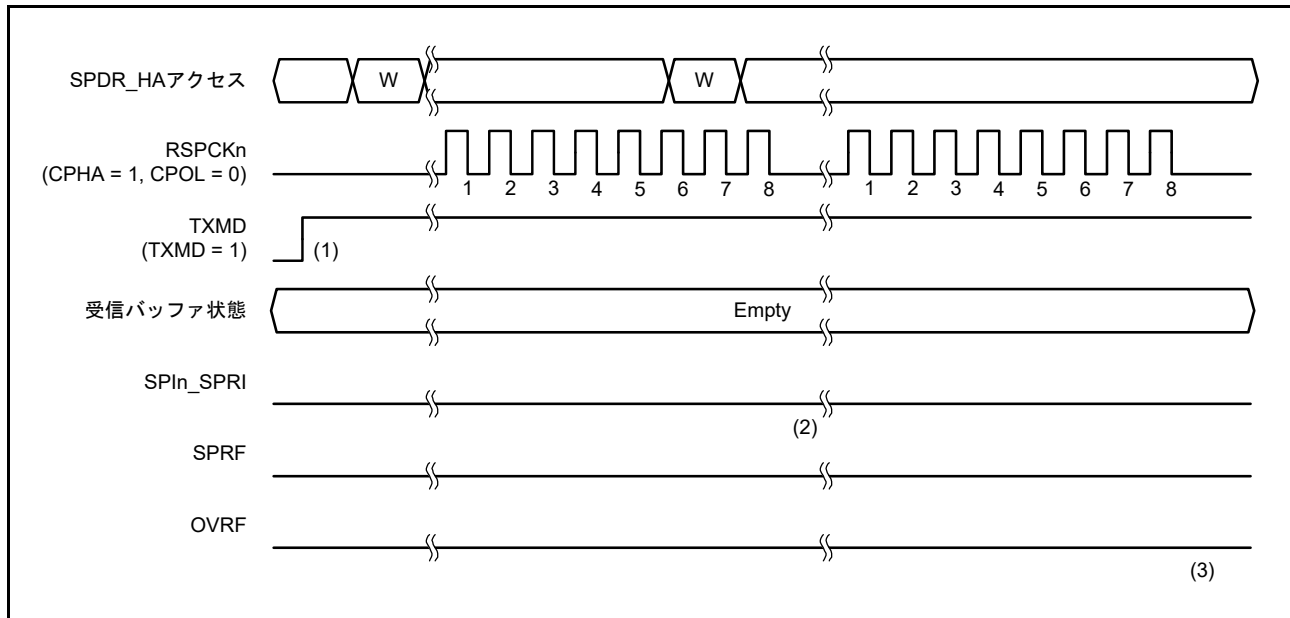 SPDR_HAアクセス
W
W
RSPCKn
(CPHA = 1, CPOL = 0)
1 2 3 4 5 6 7 8
1 2 3 4 5 6 7 8
TXMD
(TXMD = 1)
(1)
受信バッファ状態
Empty
SPIn_SPRI
(2)
SPRF
OVRF
(3)